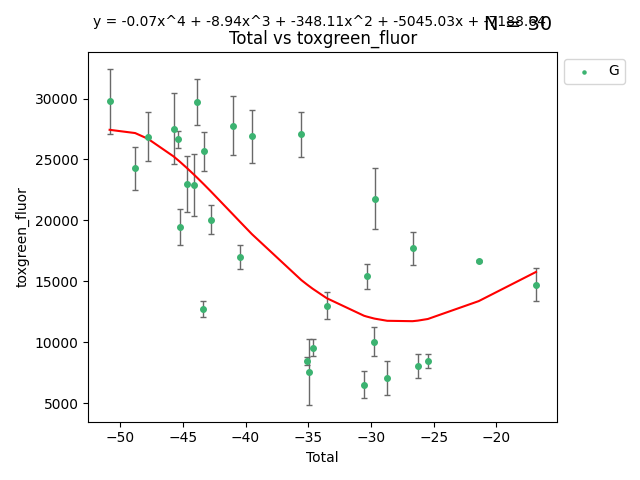 y = -0.07x^4 + -8.94x^3 + -348.11x^2 + -5045.03x +
N = 30
Total vs toxgreen_fluor
G
30000
25000
20000
15000
10000
5000
toxgreen_fluor
−50 −45 −40 −35 −30 −25 −20
Total